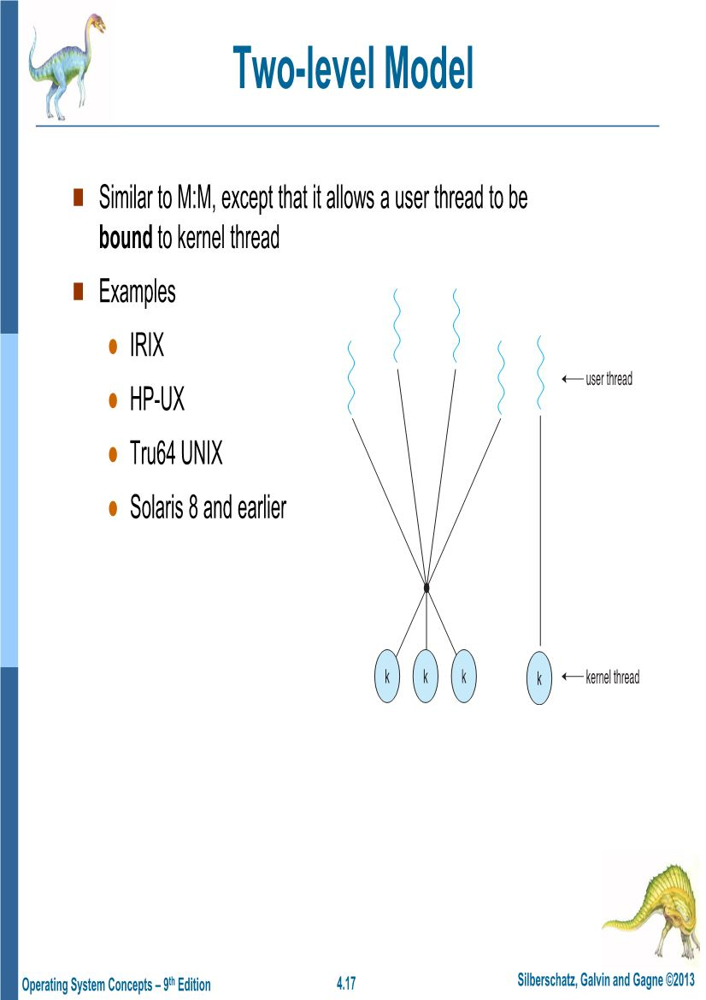 Two-level Model
Similar to M:M, except that it allows a user thread to be
bound to kernel thread
Examples
IRIX
HP-UX
Tru64 UNIX
Solaris 8 and earlier
user thread
k k k k
kernel thread
Operating System Concepts – 9th Edition
4.17
Silberschatz, Galvin and Gagne ©2013